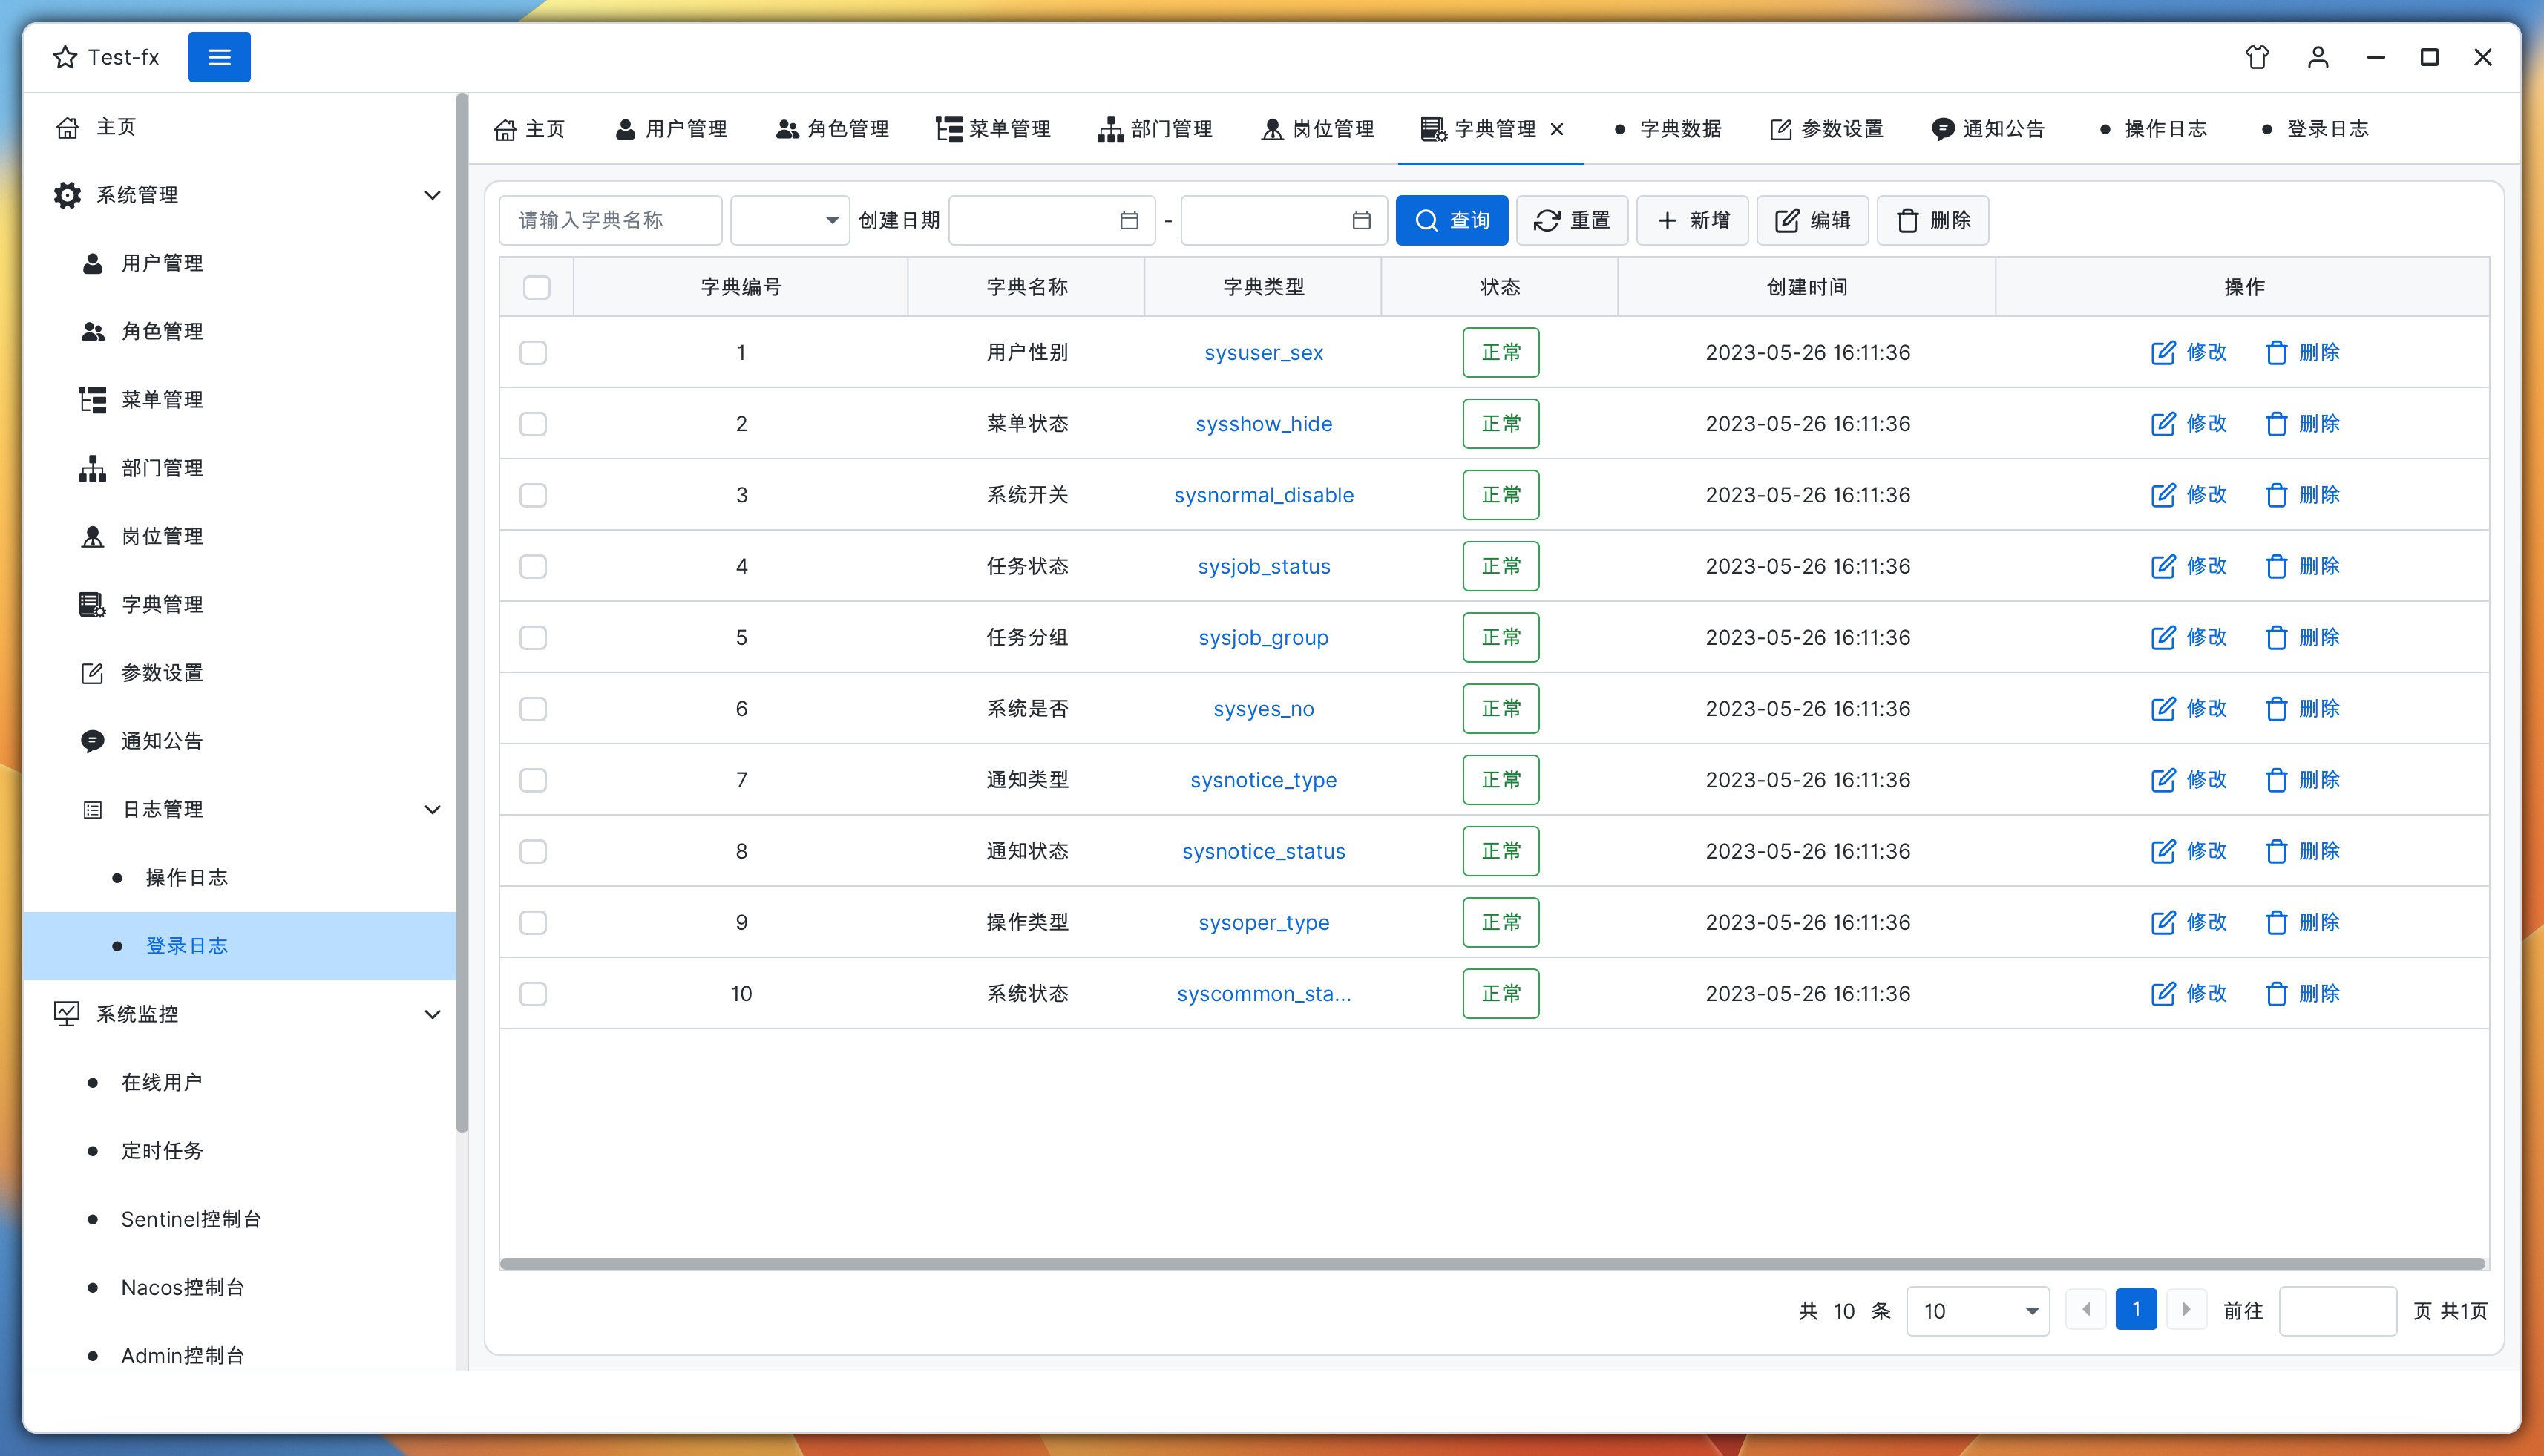 Test-fx
主页
系统管理
用户管理
角色管理
菜单管理
部门管理
岗位管理
字典管理
参数设置
通知公告
日志管理
操作日志
登录日志
系统监控
在线用户
定时任务
Sentinel控制台
Nacos控制台
Admin控制台
主页 用户管理 角色管理 菜单管理 部门管理 岗位管理 字典管理 字典数据 参数设置 通知公告 操作日志 登录日志
请输入字典名称 创建日期 - 查询 重置 新增 编辑 删除
字典编号 字典名称 字典类型 状态 创建时间 操作
1 用户性别 sysuser_sex 正常 2023-05-26 16:11:36 修改 删除
2 菜单状态 sysshow_hide 正常 2023-05-26 16:11:36 修改 删除
3 系统开关 sysnormal_disable 正常 2023-05-26 16:11:36 修改 删除
4 任务状态 sysjob_status 正常 2023-05-26 16:11:36 修改 删除
5 任务分组 sysjob_group 正常 2023-05-26 16:11:36 修改 删除
6 系统是否 sysyes_no 正常 2023-05-26 16:11:36 修改 删除
7 通知类型 sysnotice_type 正常 2023-05-26 16:11:36 修改 删除
8 通知状态 sysnotice_status 正常 2023-05-26 16:11:36 修改 删除
9 操作类型 sysoper_type 正常 2023-05-26 16:11:36 修改 删除
10 系统状态 syscommon_sta... 正常 2023-05-26 16:11:36 修改 删除
共 10 条 10 1 前往 页 共1页